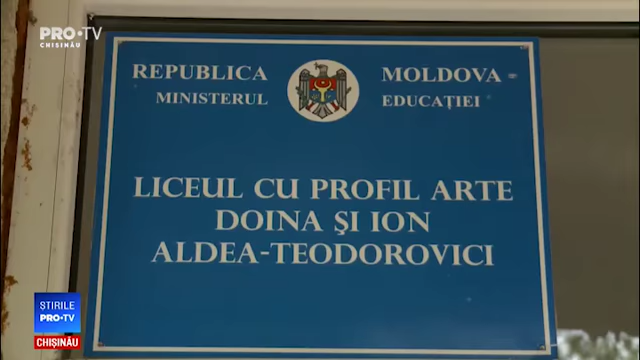 PRO•TV
CHIȘINĂU
REPUBLICA MOLDOVA
MINISTERUL EDUCAȚIEI
LICEUL CU PROFIL ARTE
DOINA ŞI ION
ALDEA-TEODOROVICI
ȘTIRILE
PRO•TV
CHIȘINĂU